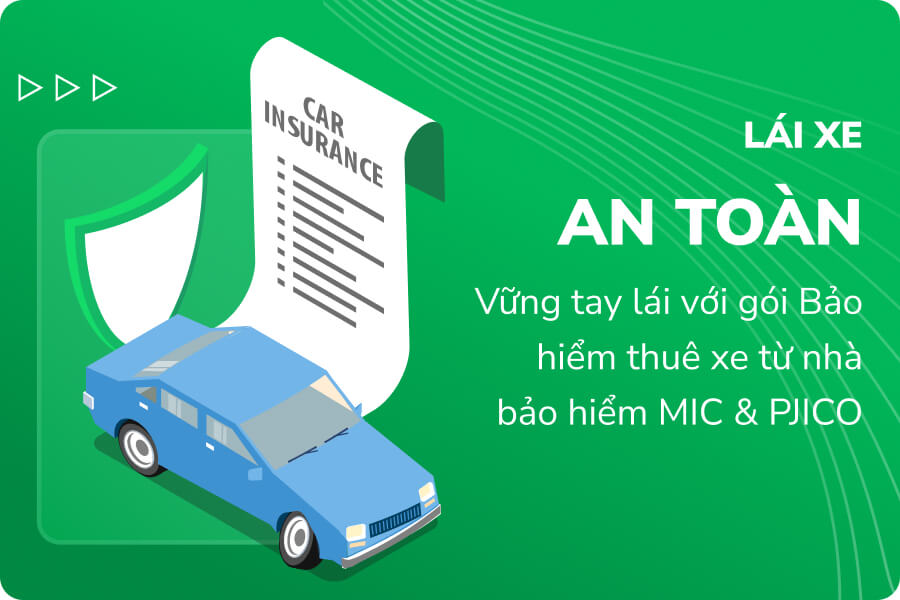 CAR
INSURANCE
LÁI XE
AN TOÀN
Vững tay lái với gói Bảo
hiểm thuê xe từ nhà
bảo hiểm MIC & PJICO